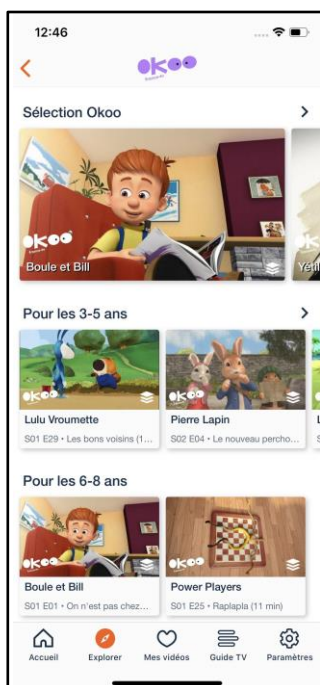 12:46
okoo
Sélection Okoo
okoo
Boule et Bill
Yéti
Pour les 3-5 ans
okoo
okoo
Lulu Vroumette
Pierre Lapin
S01 E29 • Les bons voisins (1...
S02 E04 • Le nouveau percho...
Pour les 6-8 ans
okoo
okoo
Boule et Bill
Power Players
S01 E01 • On n'est pas chez...
S01 E25 • Raplapla (11 min)
Accueil
Explorer
Mes vidéos
Guide TV
Paramètres